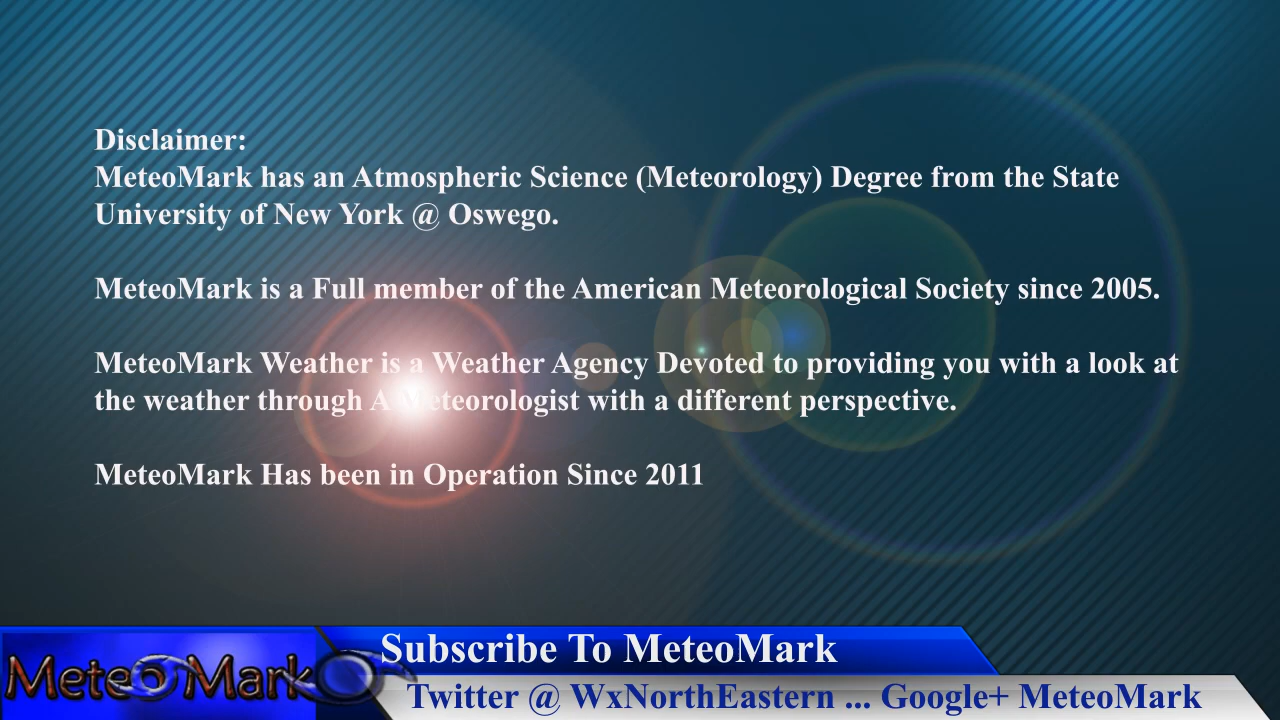 Disclaimer:
MeteoMark has an Atmospheric Science (Meteorology) Degree from the State
University of New York @ Oswego.
MeteoMark is a Full member of the American Meteorological Society since 2005.
MeteoMark Weather is a Weather Agency Devoted to providing you with a look at
the weather through A Meteorologist with a different perspective.
MeteoMark Has been in Operation Since 2011
Subscribe To MeteoMark
MeteoMark
Twitter @ WxNorthEastern ... Google+ MeteoMark